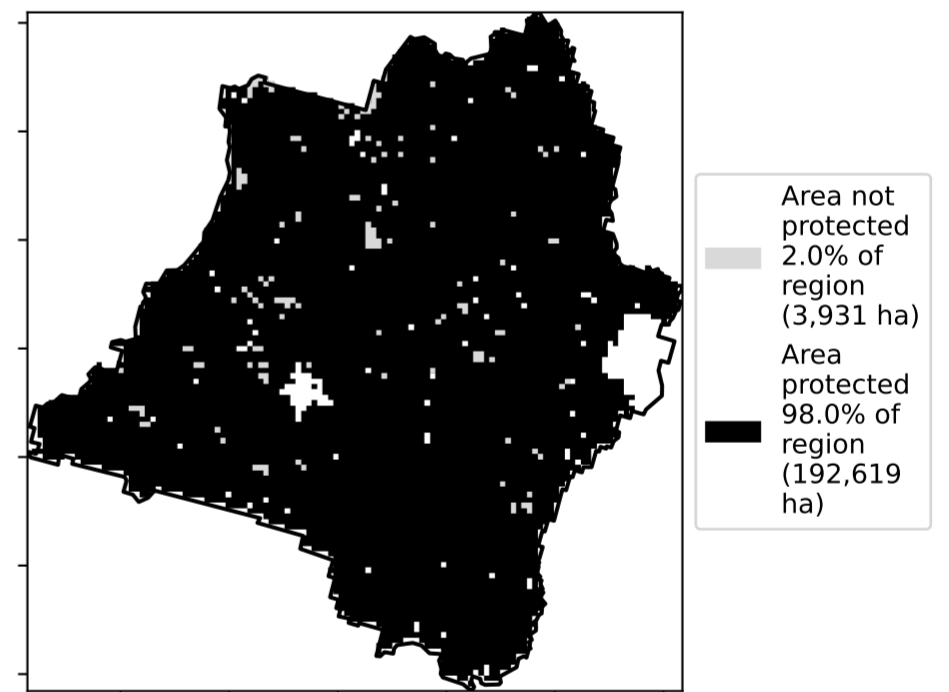 Area not
protected
2.0% of
region
(3,931 ha)
Area
protected
98.0% of
region
(192,619
ha)